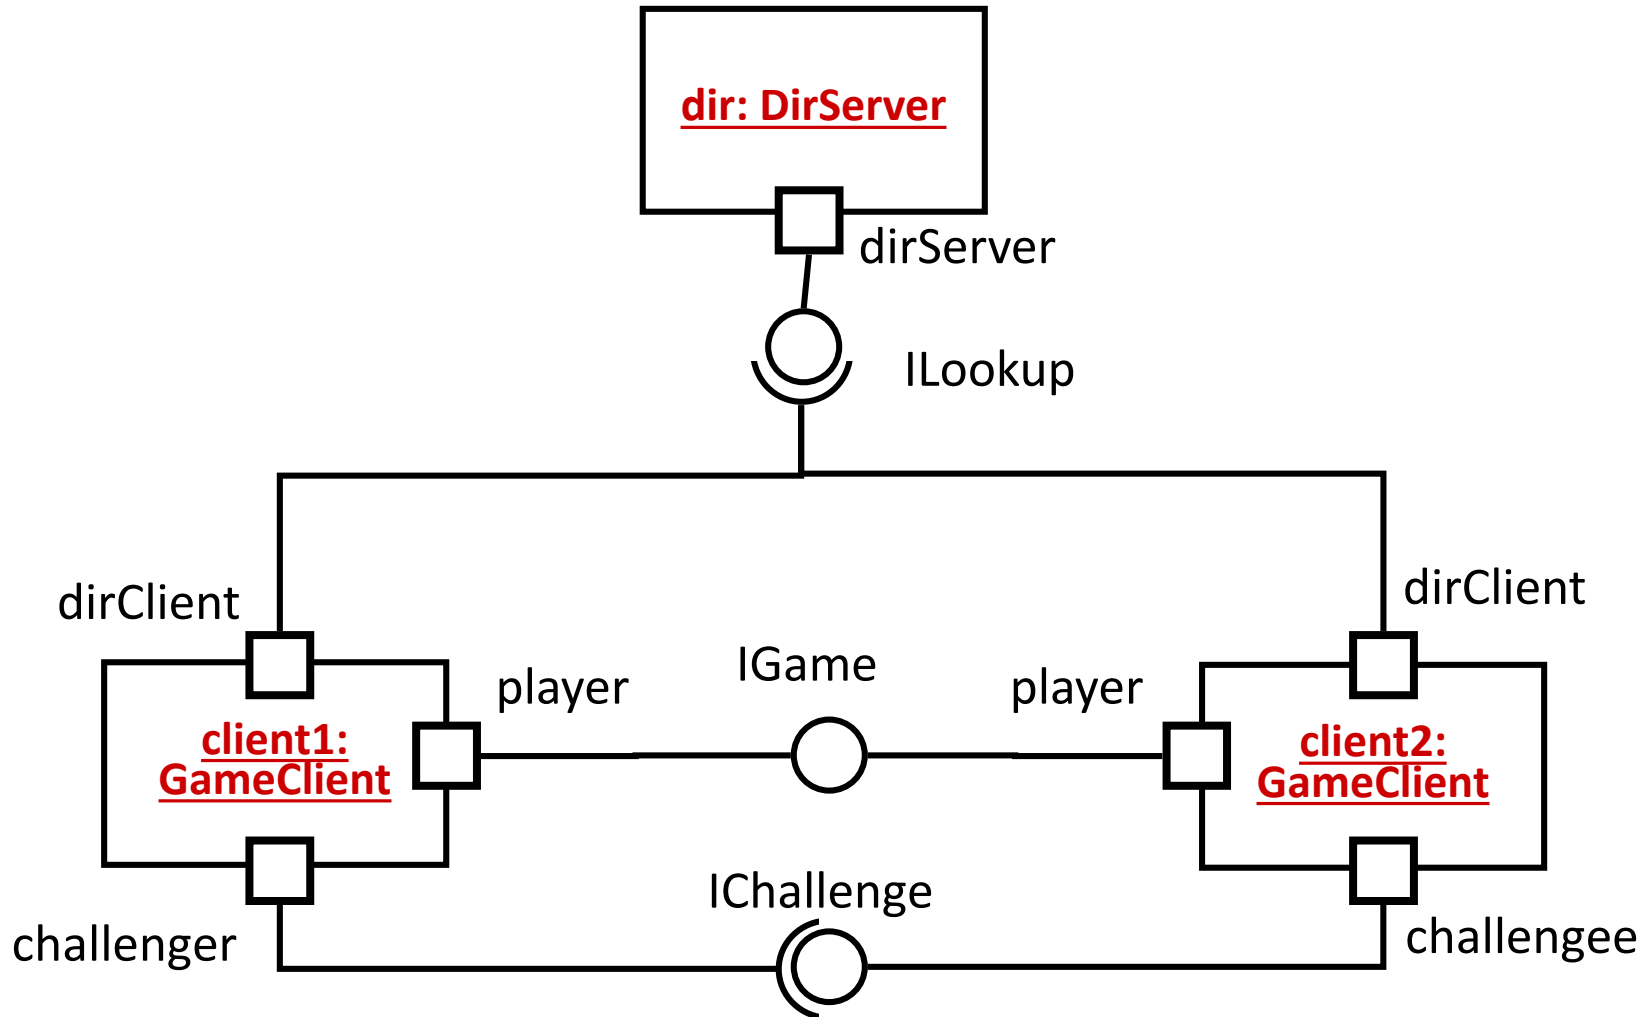 dir: DirServer
dirServer
ILookup
dirClient
dirClient
player
IGame
player
client1:
GameClient
client2:
GameClient
IChallenge
challenger
challengee